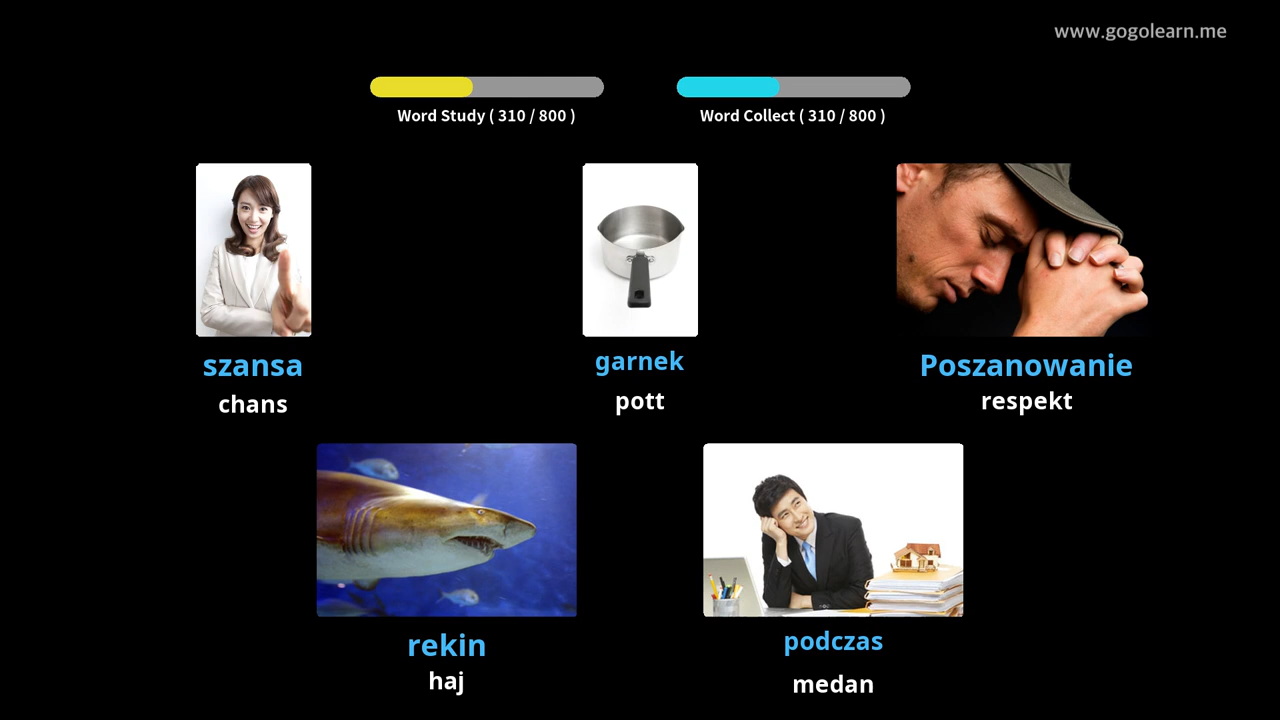 www.gogolearn.me
Word Study ( 310 / 800 )
Word Collect ( 310 / 800 )
szansa
chans
garnek
pott
Poszanowanie
respekt
rekin
haj
podczas
medan